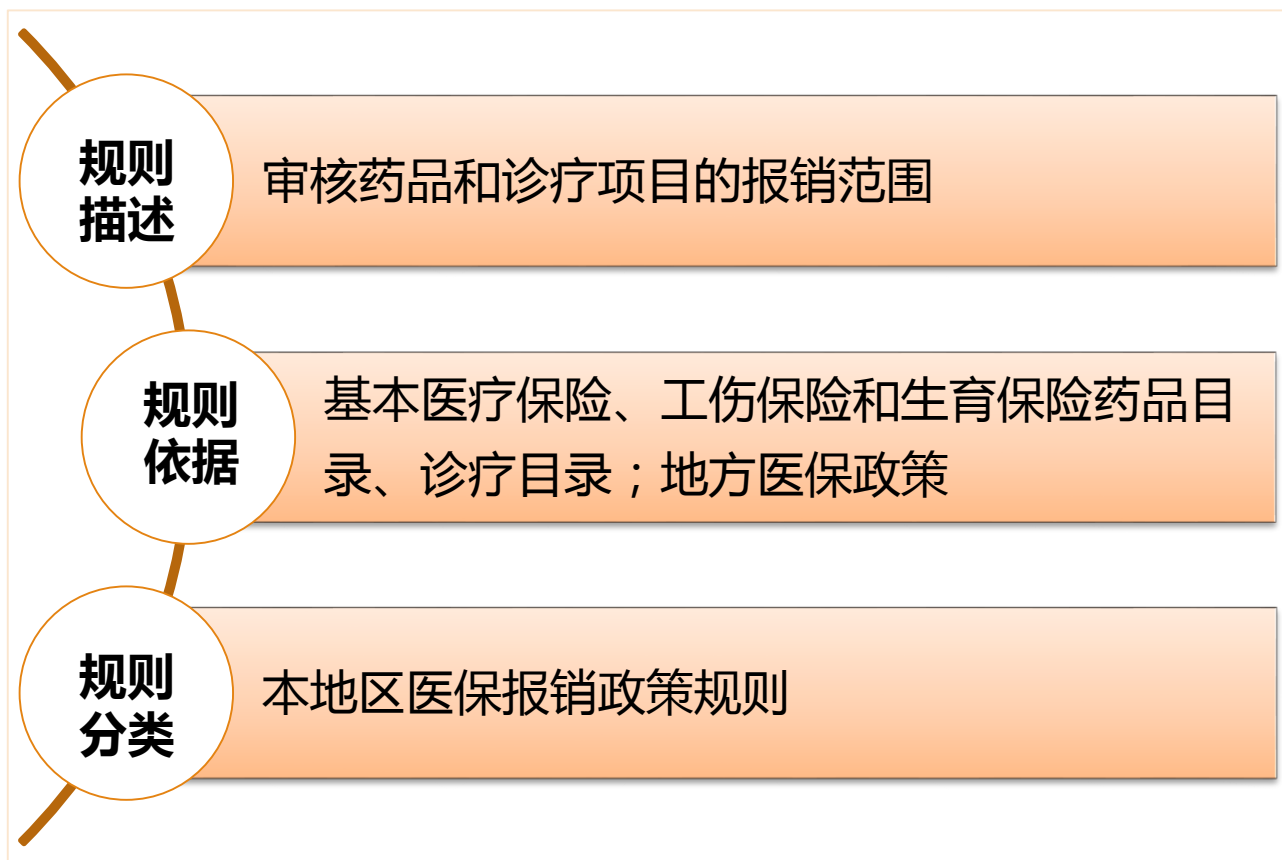 规则
描述
审核药品和诊疗项目的报销范围
规则
依据
基本医疗保险、工伤保险和生育保险药品目
录、诊疗目录；地方医保政策
规则
分类
本地区医保报销政策规则